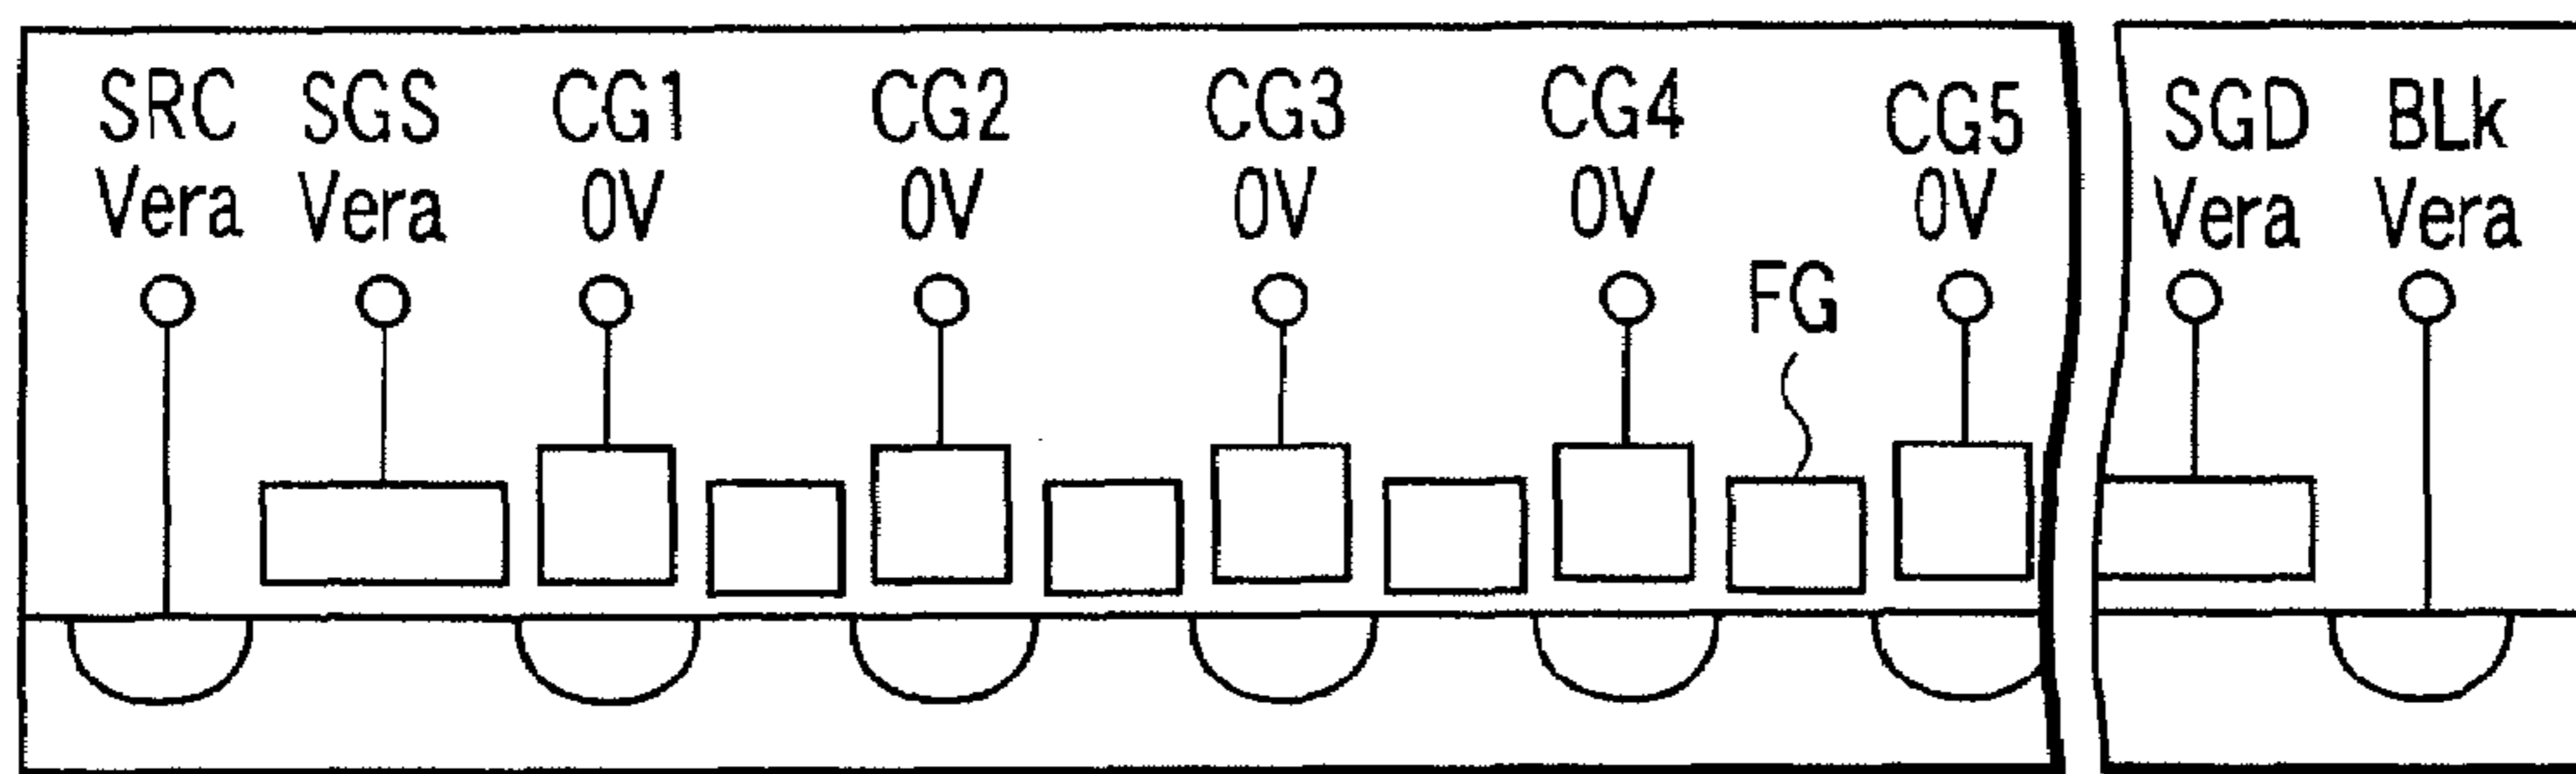 SRC SGS CG1 CG2 CG3 CG4 CG5 SGD BLk
Vera Vera 0V 0V 0V 0V 0V Vera Vera
FG